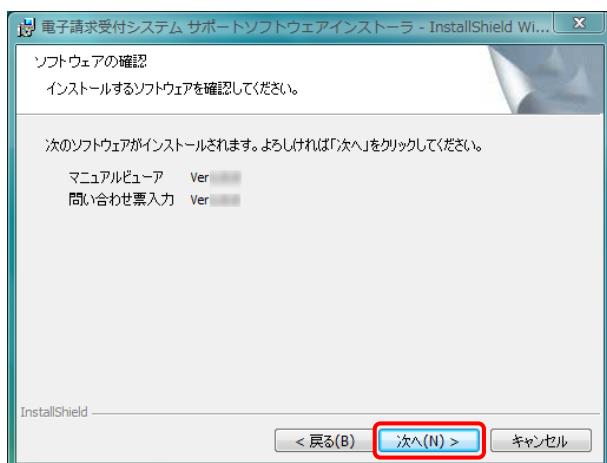 電子請求受付システム サポートソフトウェアインストーラ - InstallShield Wi...
ソフトウェアの確認
インストールするソフトウェアを確認してください。
次のソフトウェアがインストールされます。よろしければ「次へ」をクリックしてください。
マニュアルビューア Ver
問い合わせ票入力 Ver
InstallShield
< 戻る(B) 次へ(N) > キャンセル